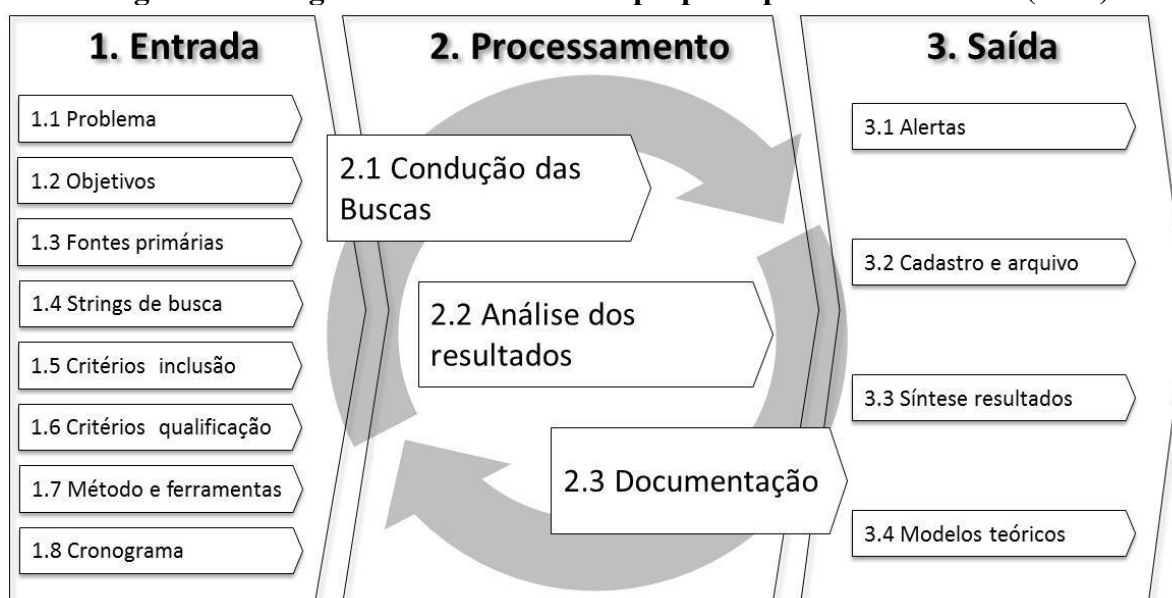 1. Entrada
1.1 Problema
1.2 Objetivos
1.3 Fontes primárias
1.4 Strings de busca
1.5 Critérios inclusão
1.6 Critérios qualificação
1.7 Método e ferramentas
1.8 Cronograma
2. Processamento
2.1 Condução das
Buscas
2.2 Análise dos
resultados
2.3 Documentação
3. Saída
3.1 Alertas
3.2 Cadastro e arquivo
3.3 Síntese resultados
3.4 Modelos teóricos